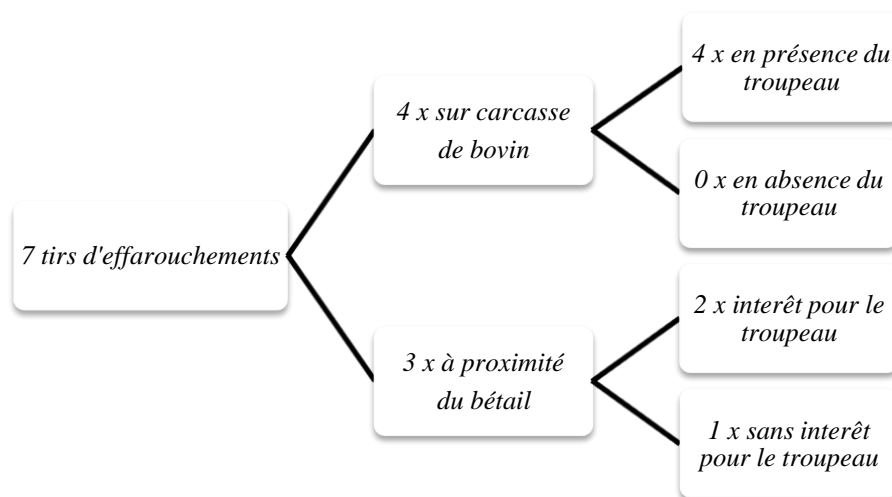 7 tirs d'effarouchements
4 x sur carcasse
de bovin
4 x en présence du
troupeau
0 x en absence du
troupeau
3 x à proximité
du bétail
2 x interêt pour le
troupeau
1 x sans interêt
pour le troupeau